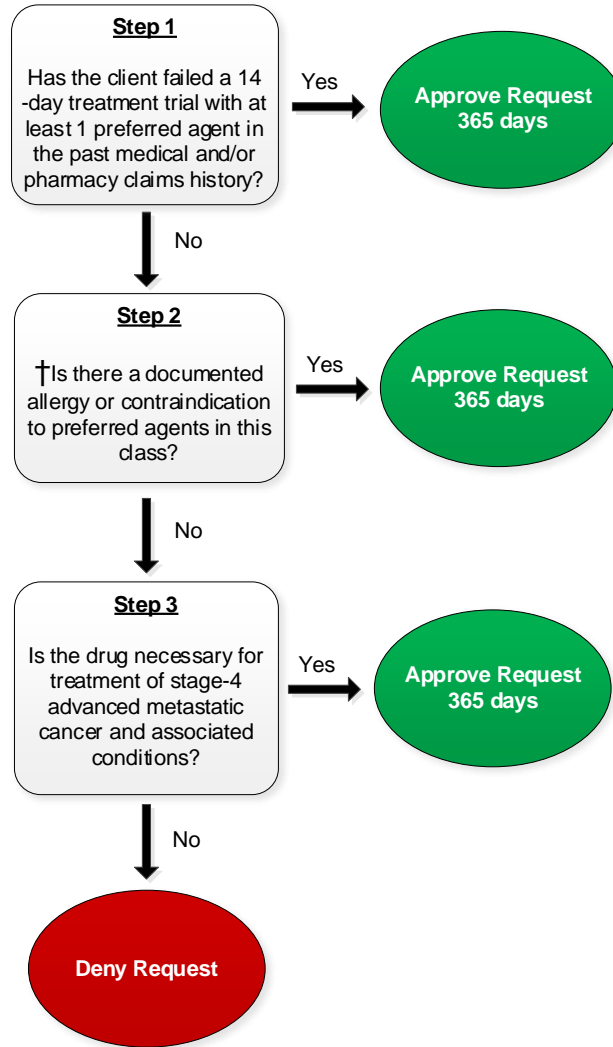 Step 1
Has the client failed a 14
-day treatment trial with at
least 1 preferred agent in
the past medical and/or
pharmacy claims history?
Yes
Approve Request
365 days
No
Step 2
†Is there a documented
allergy or contraindication
to preferred agents in this
class?
Yes
Approve Request
365 days
No
Step 3
Is the drug necessary for
treatment of stage-4
advanced metastatic
cancer and associated
conditions?
Yes
Approve Request
365 days
No
Deny Request